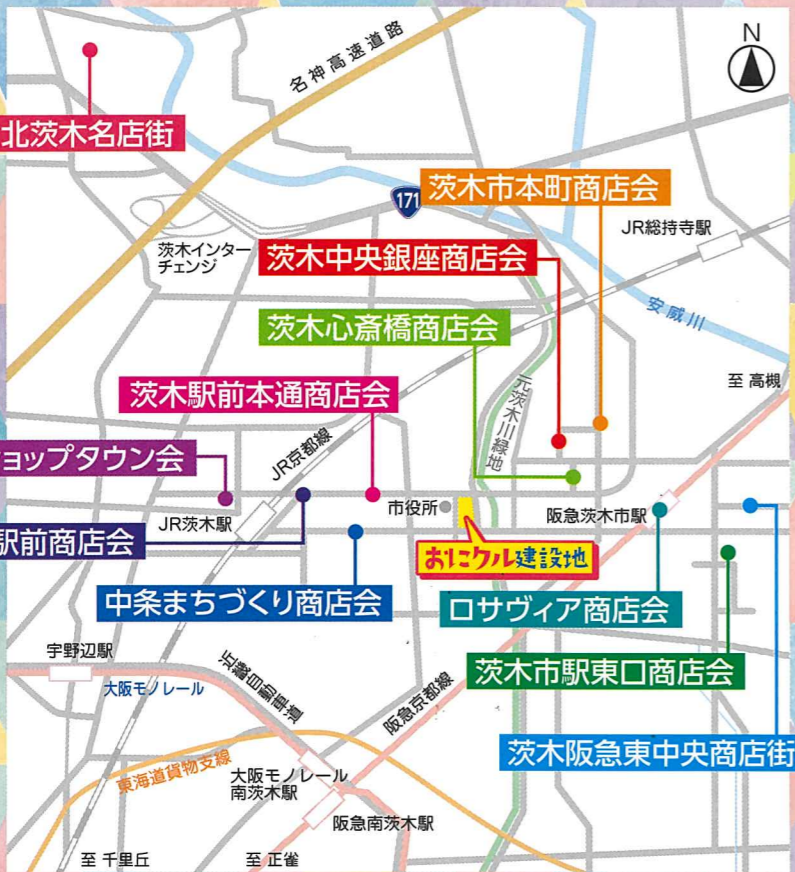 N
名神高速道路
北茨木名店街
171
茨木市本町商店会
JR総持寺駅
茨木インター
チェンジ
茨木中央銀座商店会
安威川
茨木心斎橋商店会
至 高槻
茨木駅前本通商店会
元茨木川緑地
JR京都線
ョップタウン会
市役所
JR茨木駅
阪急茨木市駅
駅前商店会
おにクル建設地
中条まちづくり商店会
ロサヴィア商店会
宇野辺駅
茨木市駅東口商店会
大阪モノレール
近畿自動車道
阪急京都線
茨木阪急東中央商店街
東海道貨物支線
大阪モノレール
南茨木駅
阪急南茨木駅
至 千里丘
至 正雀